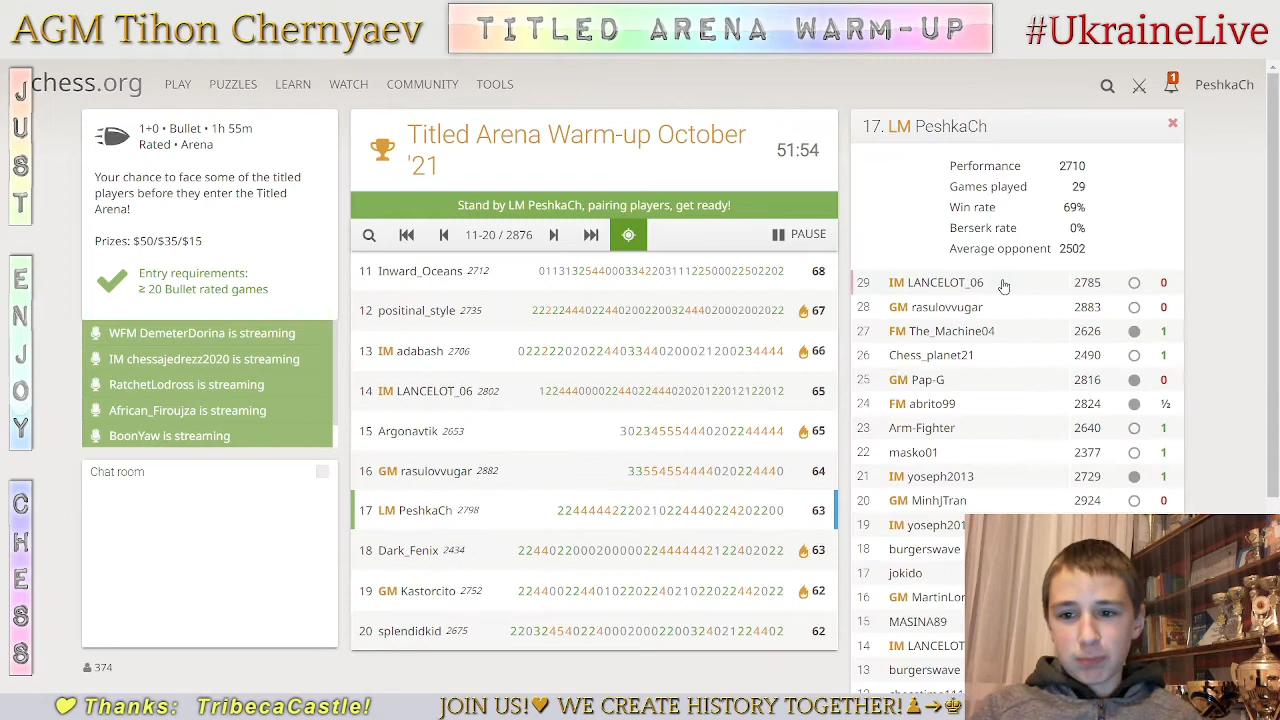 AGM Tihon Chernyaev
TITLED ARENA WARM-UP
#UkraineLive
JUST
ENJOY
CHESS
chess.org
PLAY PUZZLES LEARN WATCH COMMUNITY TOOLS
1
PeshkaCh
1+0 • Bullet • 1h 55m
Rated • Arena
Your chance to face some of the titled
players before they enter the Titled
Arena!
Prizes: $50/$35/$15
Entry requirements:
≥ 20 Bullet rated games
WFM DemeterDorina is streaming
IM chessajedrezz2020 is streaming
RatchetLodross is streaming
African_Firoujza is streaming
BoonYaw is streaming
Chat room
374
Titled Arena Warm-up October
'21
51:54
Stand by LM PeshkaCh, pairing players, get ready!
11-20 / 2876 PAUSE
11 Inward_Oceans 2712 0113132544000334220311122500022502202 68
12 positinal_style 2735 67
13 IM adabash 2706 66
14 IM LANCELOT_06 2802 65
15 Argonavtik 2653 302345554440202244444 65
16 GM rasulovvugar 2882 33554555444022024440 64
17 LM PeshkaCh 2798 63
18 Dark_Fenix 2434 63
19 GM Kastorcito 2752 62
20 splendidkid 2675 62
17. LM PeshkaCh
Performance 2710
Games played 29
Win rate 69%
Berserk rate 0%
Average opponent 2502
29 IM LANCELOT_06 2785 0
28 GM rasulovvugar 2883 0
27 FM The_Machine04 2626 1
26 Chess_planet21 2490 1
25 GM Pap-G 2816 0
24 FM abrito99 2824 ½
23 Arm-Fighter 2640 1
22 masko01 2377 1
21 IM yoseph2013 2729 1
20 GM MinhJTran 2924 0
19 IM yoseph201
18 burgerswave
17 jokido
16 GM MartinLor
15 MASINA89
14 IM LANCELOT
13 burgerswave
Thanks: TribecaCastle!
JOIN US!♥ WE CREATE HISTORY TOGETHER!♟→♚